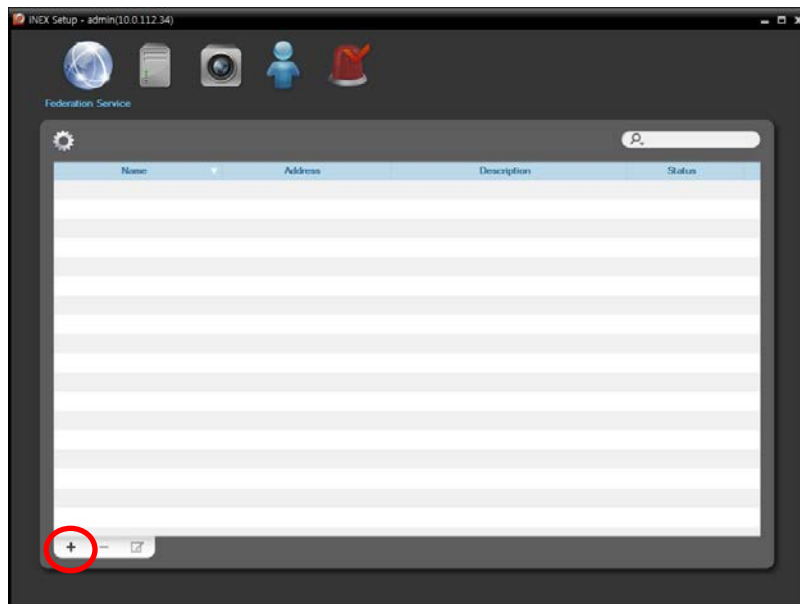 iNEX Setup - admin(10.0.112.34)
Federation Service
Name Address Description Status